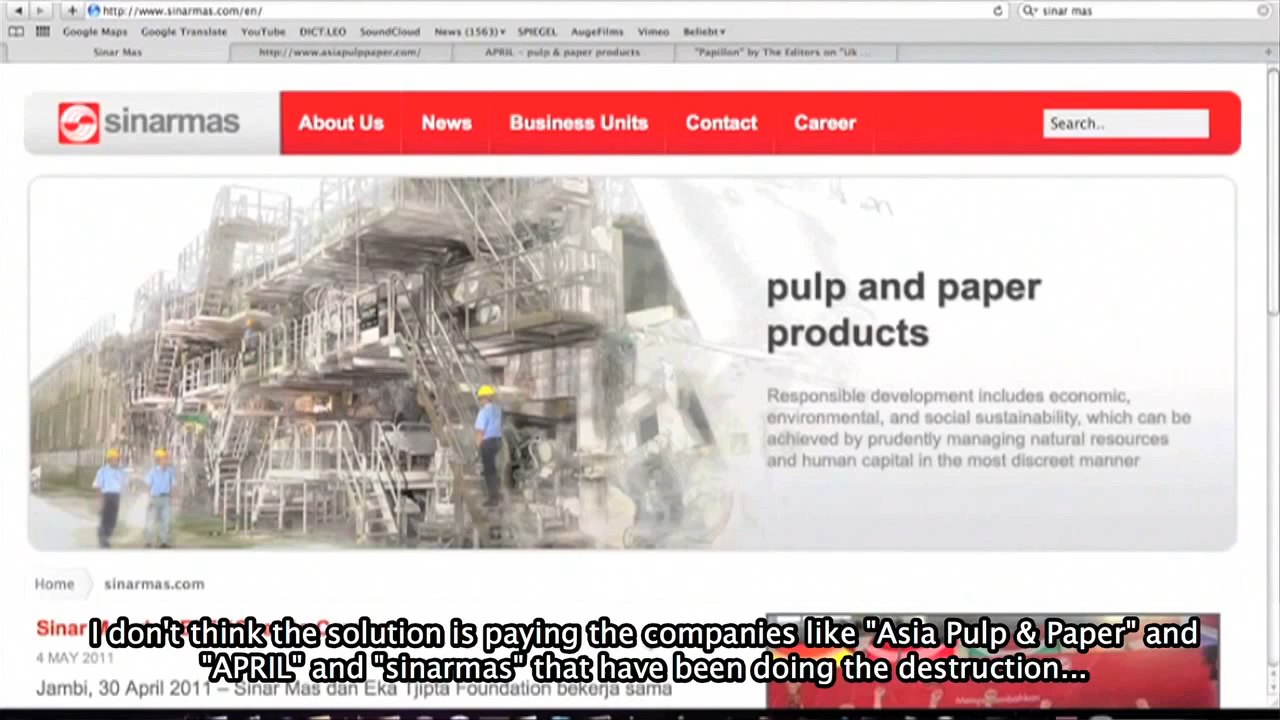 http://www.sinarmas.com/en/
sinar mas
Google Maps Google Translate YouTube DICT.LEO SoundCloud News (1563) SPIEGEL AugeFilms Vimeo Beliebt
Sinar Mas http://www.asiapulppaper.com/ APRIL - pulp & paper products "Papillon" by The Editors on "Uk ...
sinarmas About Us News Business Units Contact Career Search..
pulp and paper
products
Responsible development includes economic,
environmental, and social sustainability, which can be
achieved by prudently managing natural resources
and human capital in the most discreet manner
Home sinarmas.com
Sinar
I don't think the solution is paying the companies like "Asia Pulp & Paper" and
4 MAY 2011
"APRIL" and "sinarmas" that have been doing the destruction...
Jambi, 30 April 2011 – Sinar Mas dan Eka Tjipta Foundation bekerja sama